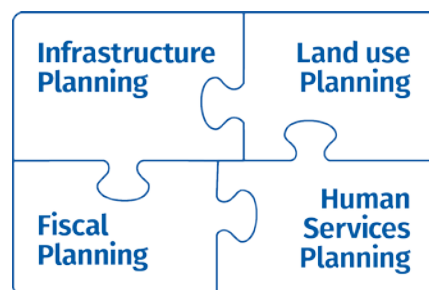 Infrastructure
Planning
Land use
Planning
Fiscal
Planning
Human
Services
Planning